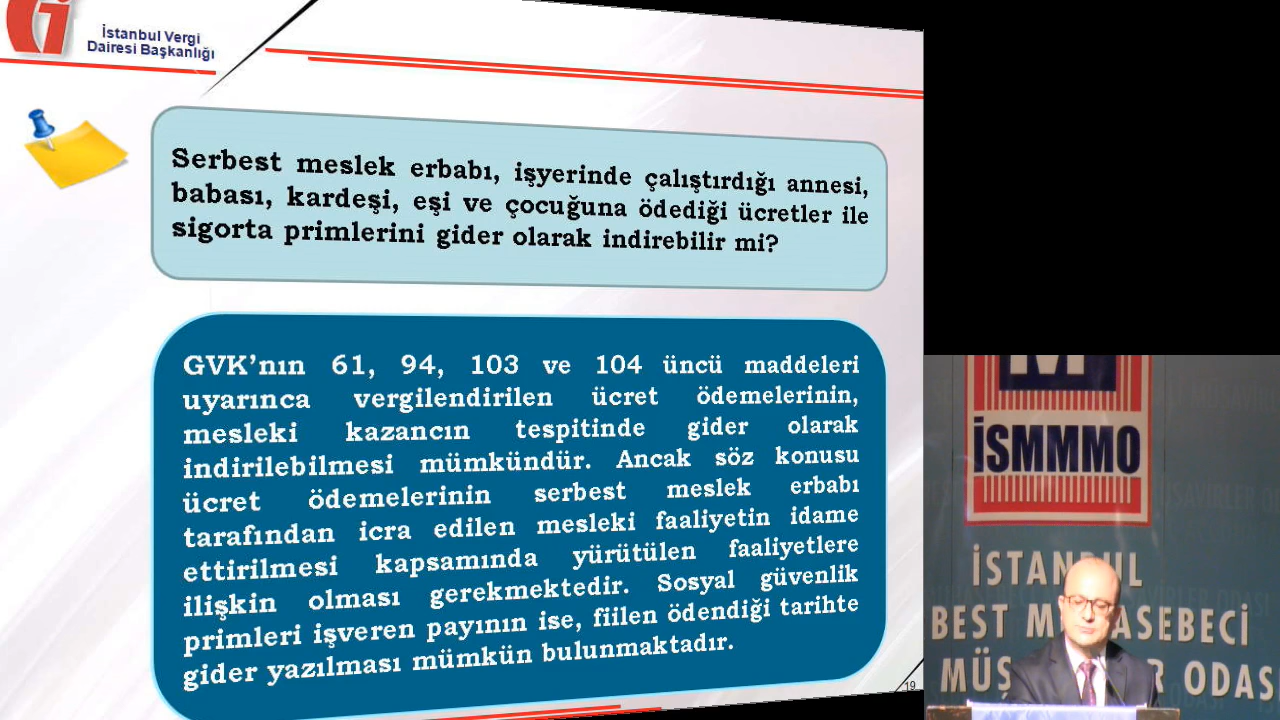 İstanbul Vergi
Dairesi Başkanlığı
Serbest meslek erbabı, işyerinde çalıştırdığı annesi,
babası, kardeşi, eşi ve çocuğuna ödediği ücretler ile
sigorta primlerini gider olarak indirebilir mi?
GVK’nın 61, 94, 103 ve 104 üncü maddeleri
uyarınca vergilendirilen ücret ödemelerinin,
mesleki kazancın tespitinde gider olarak
indirilebilmesi mümkündür. Ancak söz konusu
ücret ödemelerinin serbest meslek erbabı
tarafından icra edilen mesleki faaliyetin idame
ettirilmesi kapsamında yürütülen faaliyetlere
ilişkin olması gerekmektedir. Sosyal güvenlik
primleri işveren payının ise, fiilen ödendiği tarihte
gider yazılması mümkün bulunmaktadır.
19
M
İSMMMO
İSTANBUL
BEST M ASEBECİ
MÜŞ R ODAS